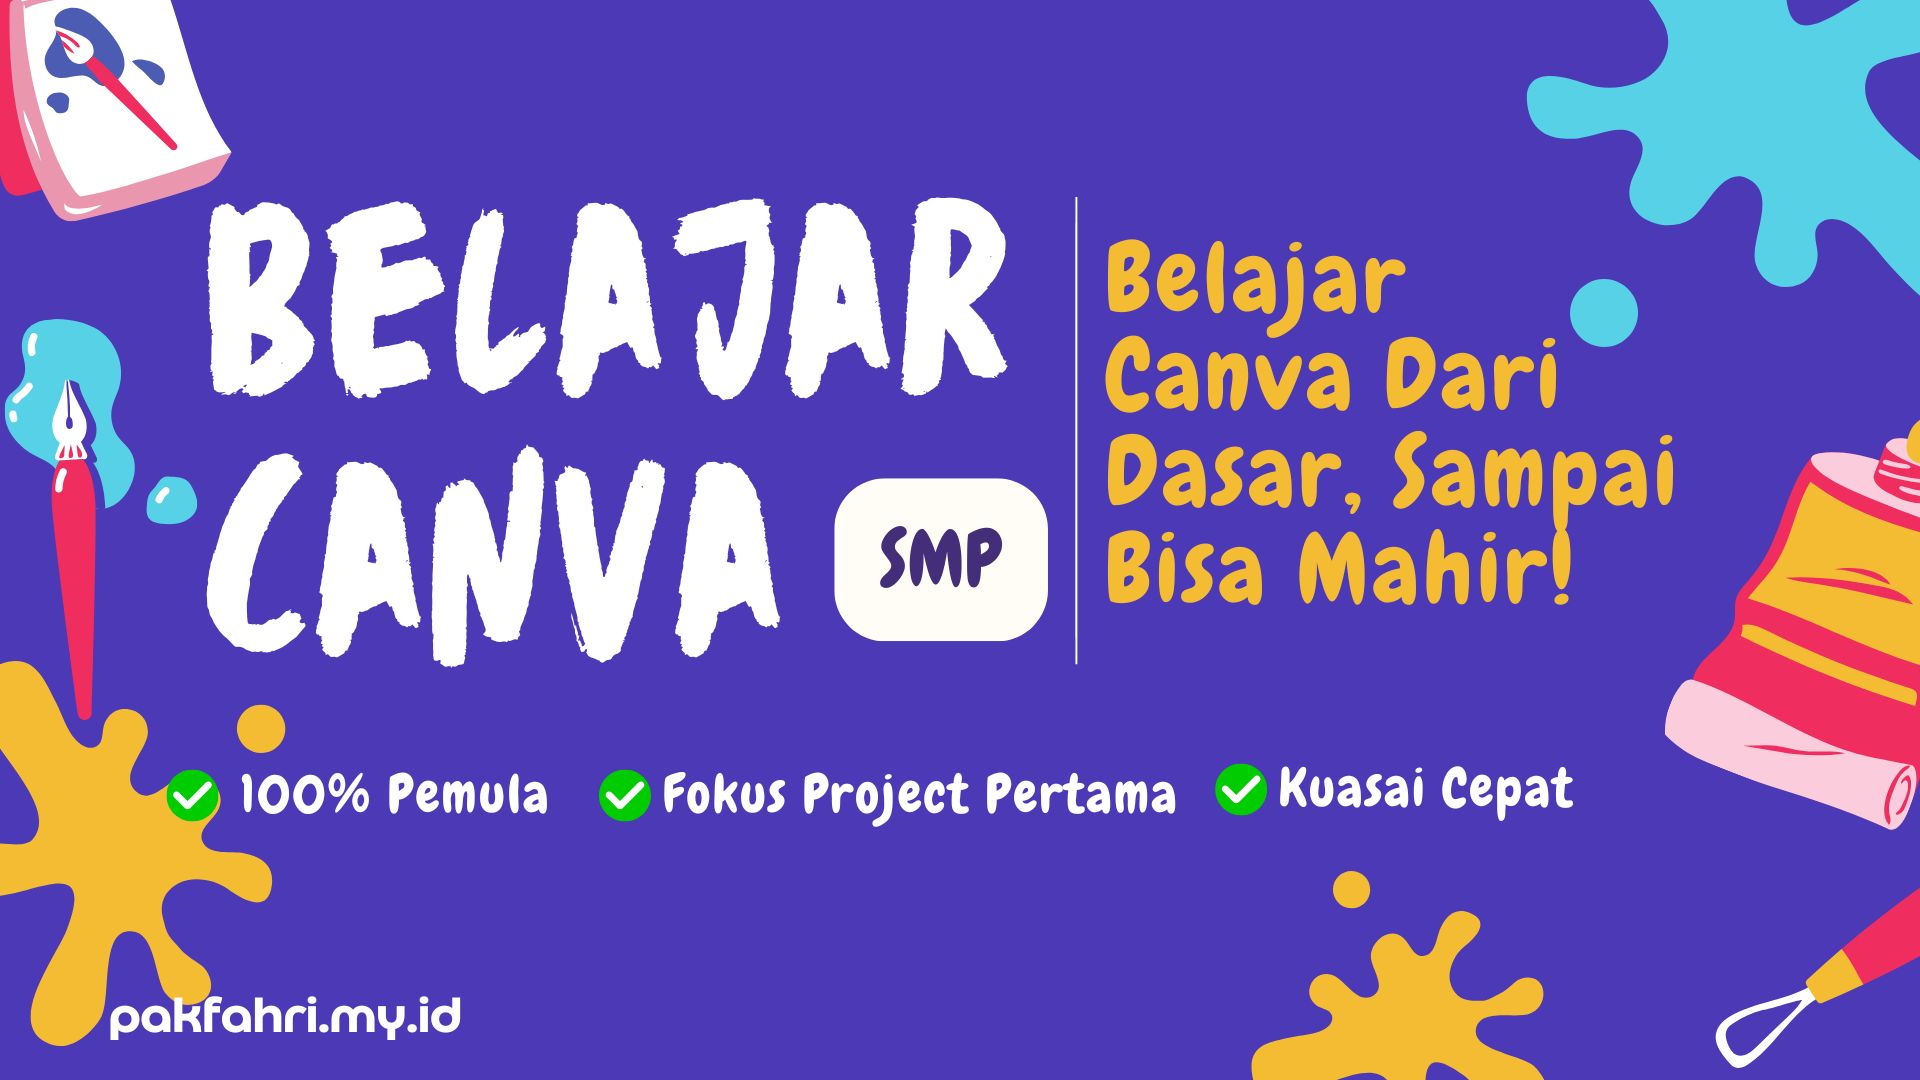 BELAJAR
CANVA
SMP
Belajar
Canva Dari
Dasar, Sampai
Bisa Mahir!
100% Pemula
Fokus Project Pertama
Kuasai Cepat
pakfahri.my.id